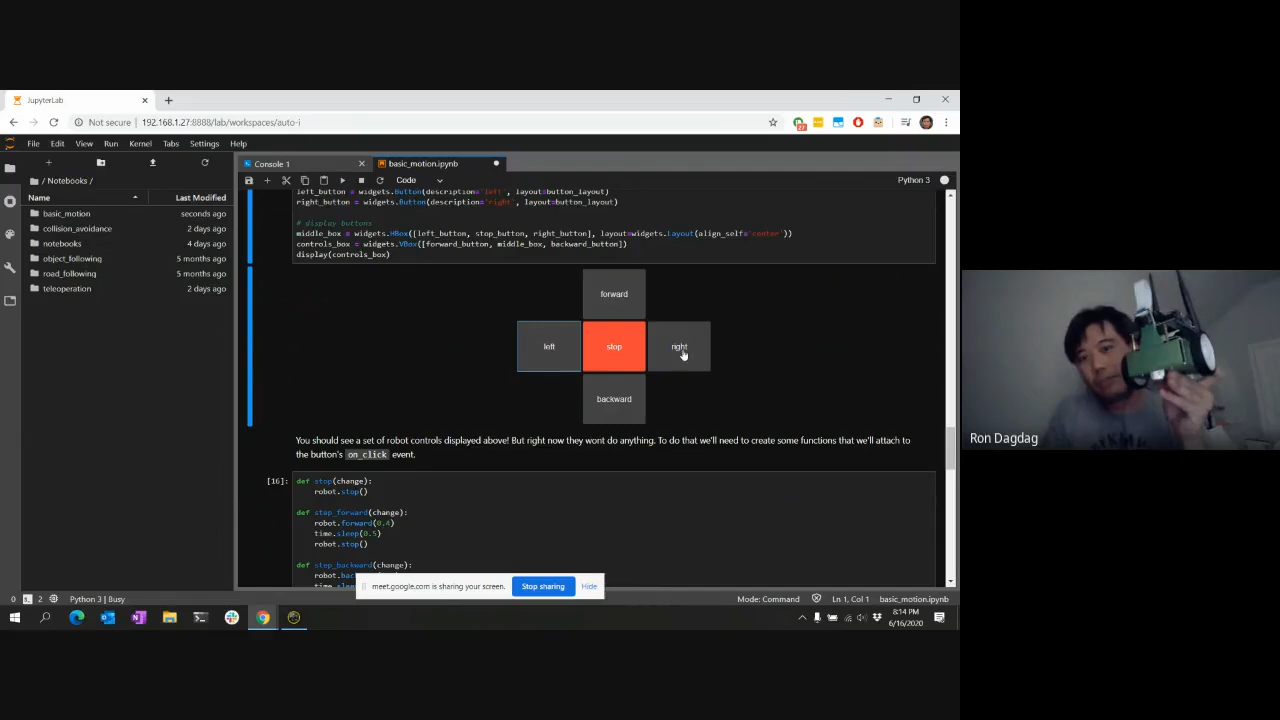 JupyterLab
Not secure
192.168.1.27:8888/lab/workspaces/auto-i
27
File Edit View Run Kernel Tabs Settings Help
Console 1
basic_motion.ipynb
Code
Python 3
/ Notebooks /
Name
Last Modified
basic_motion
seconds ago
collision_avoidance
2 days ago
notebooks
4 days ago
object_following
5 months ago
road_following
5 months ago
teleoperation
2 days ago
left_button = widgets.Button(description='left', layout=button_layout)
right_button = widgets.Button(description='right', layout=button_layout)
# display buttons
middle_box = widgets.HBox([left_button, stop_button, right_button], layout=widgets.Layout(align_self='center'))
controls_box = widgets.VBox([forward_button, middle_box, backward_button])
display(controls_box)
forward
left
stop
right
backward
You should see a set of robot controls displayed above! But right now they wont do anything. To do that we'll need to create some functions that we'll attach to
the button's on_click event.
[16]:
def stop(change):
robot.stop()
def step_forward(change):
robot.forward(0.4)
time.sleep(0.5)
robot.stop()
def step_backward(change):
meet.google.com is sharing your screen.
Stop sharing
Hide
0
2
Python 3 | Busy
Mode: Command
Ln 1, Col 1
basic_motion.ipynb
8:14 PM
6/16/2020
Ron Dagdag